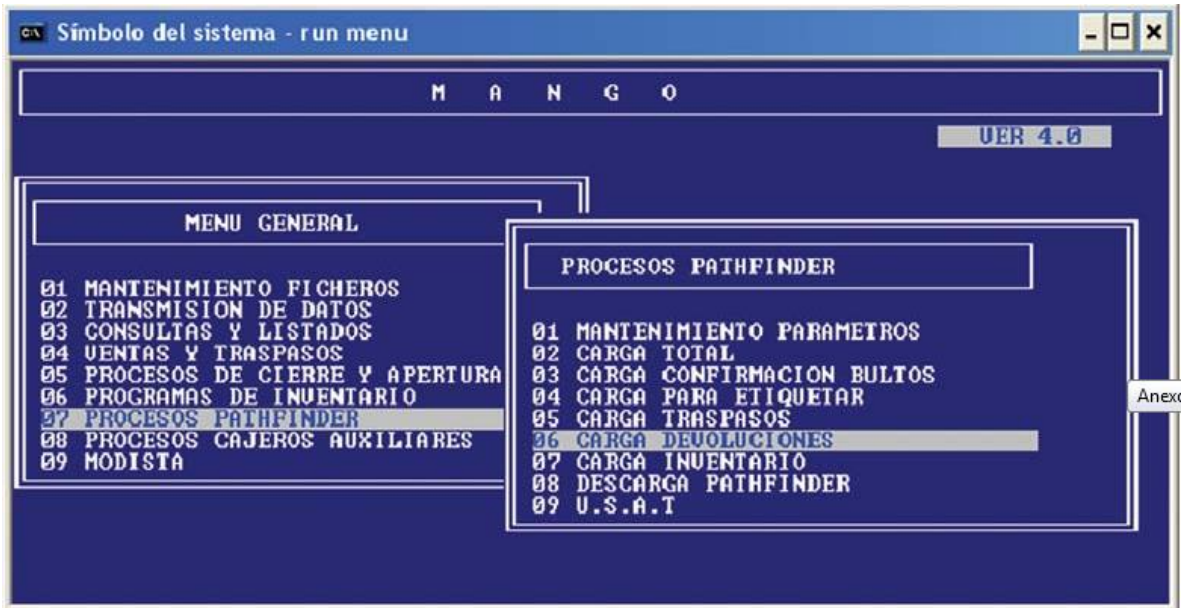 Símbolo del sistema - run menu
M A N G O
VER 4.0
MENU GENERAL
01 MANTENIMIENTO FICHEROS
02 TRANSMISION DE DATOS
03 CONSULTAS Y LISTADOS
04 VENTAS Y TRASPASOS
05 PROCESOS DE CIERRE Y APERTURA
06 PROGRAMAS DE INVENTARIO
07 PROCESOS PATHFINDER
08 PROCESOS CAJEROS AUXILIARES
09 MODISTA
PROCESOS PATHFINDER
01 MANTENIMIENTO PARAMETROS
02 CARGA TOTAL
03 CARGA CONFIRMACION BULTOS
04 CARGA PARA ETIQUETAR
05 CARGA TRASPASOS
06 CARGA DEVOLUCIONES
07 CARGA INVENTARIO
08 DESCARGA PATHFINDER
09 U.S.A.T